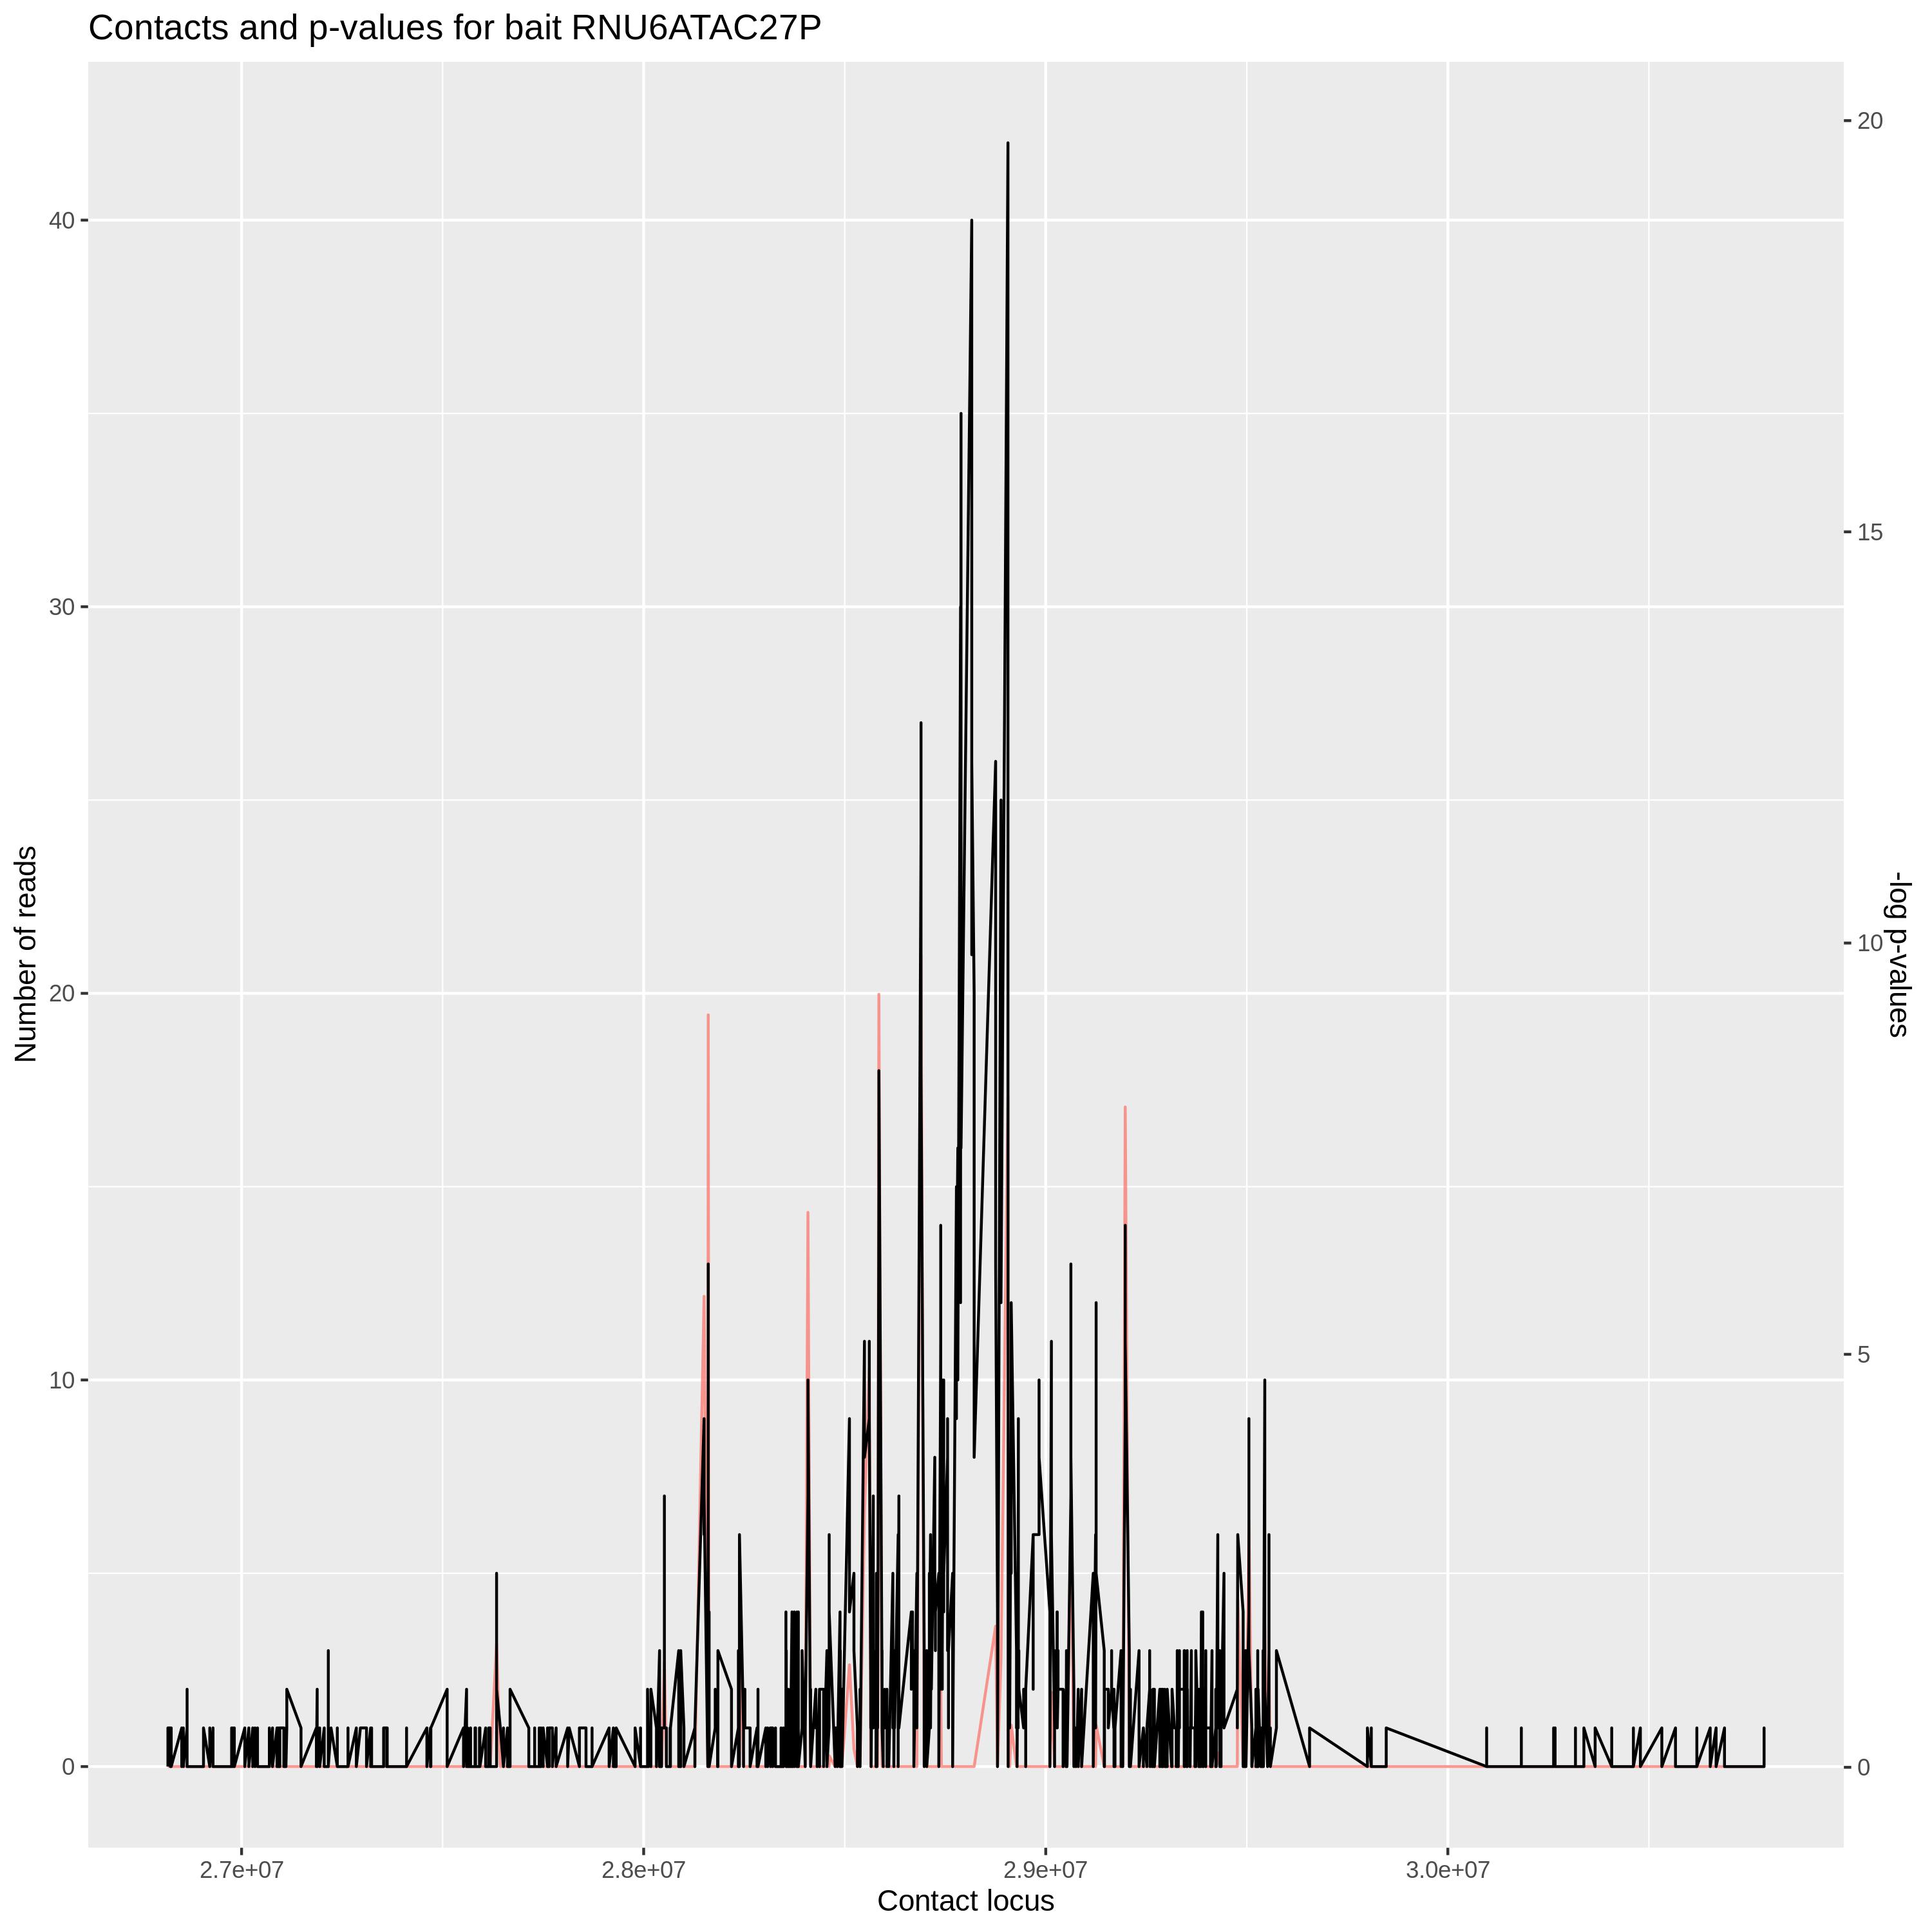 Contacts and p-values for bait RNU6ATAC27P
Number of reads
40
30
20
10
0
20
15
10
5
0
-log p-values
2.7e+07 2.8e+07 2.9e+07 3.0e+07
Contact locus